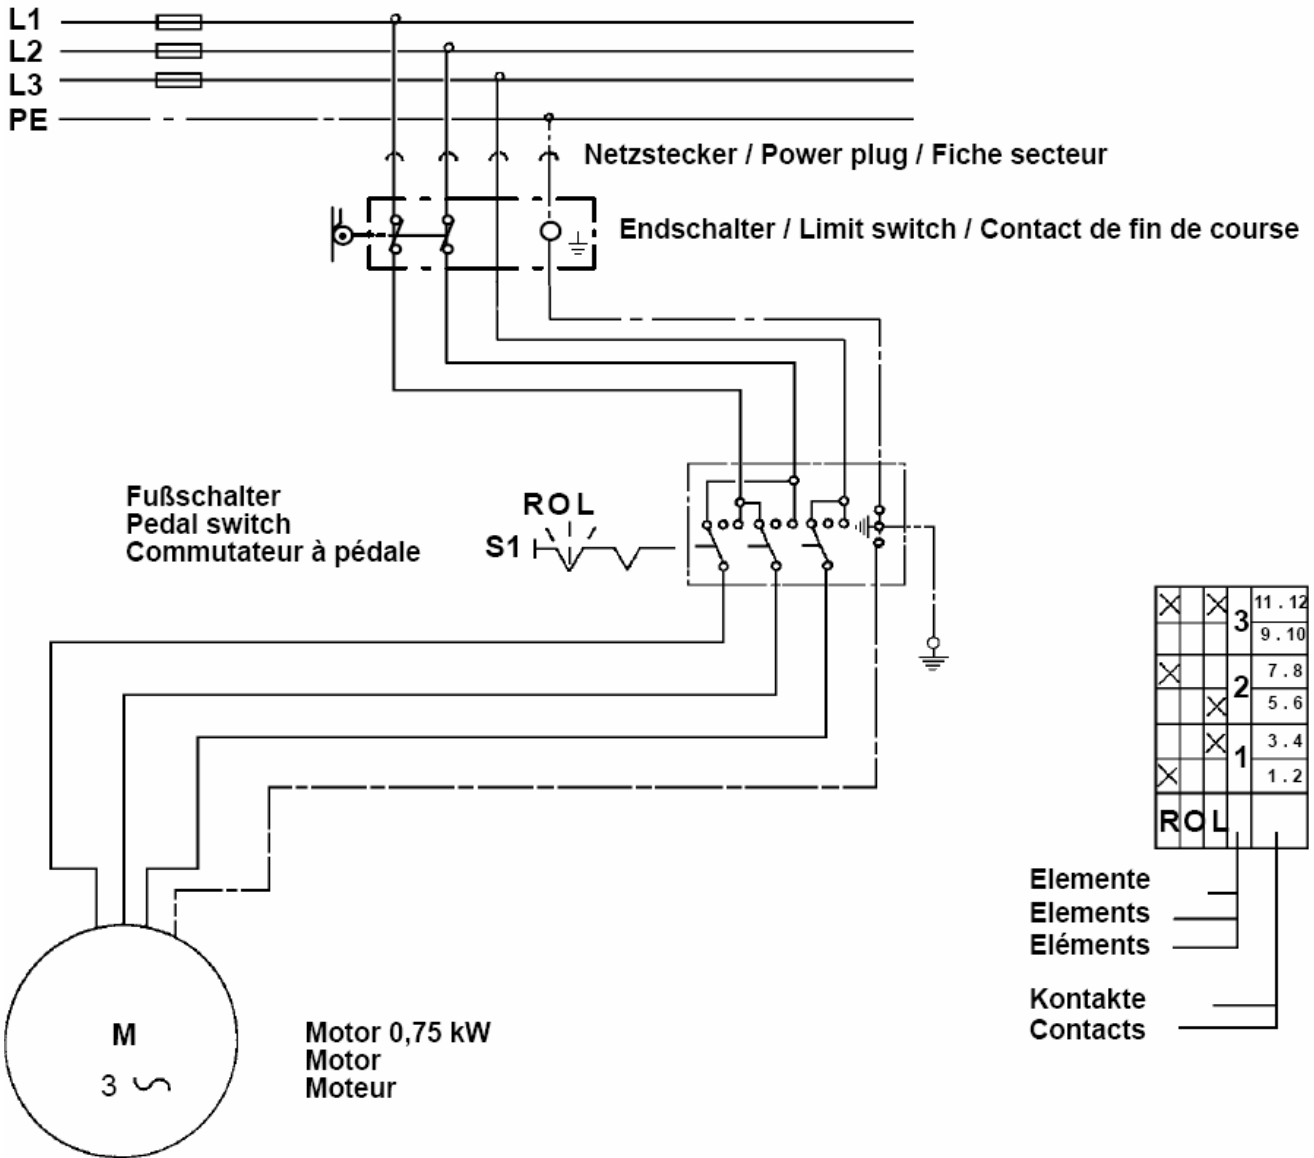 L1
L2
L3
PE
Netzstecker / Power plug / Fiche secteur
Endschalter / Limit switch / Contact de fin de course
Fußschalter
Pedal switch
Commutateur à pédale
R O L
S1
3
11 . 12
9 . 10
2
7 . 8
5 . 6
1
3 . 4
1 . 2
R O L
Elemente
Elements
Eléments
Kontakte
Contacts
M
3
Motor 0,75 kW
Motor
Moteur